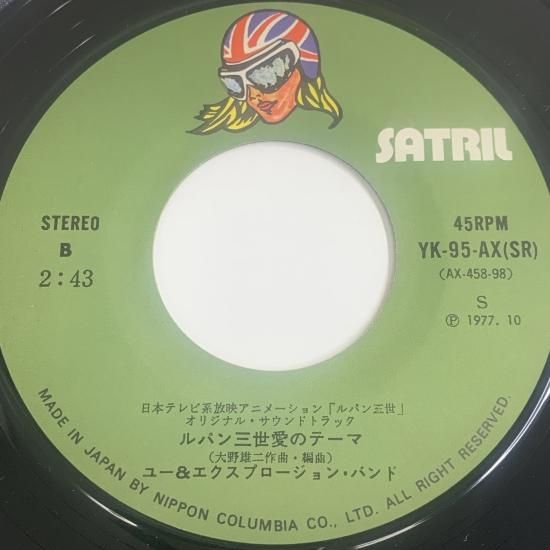 SATRIL
STEREO
B
2:43
45RPM
YK-95-AX(SR)
(AX-458-98)
S
Ⓟ 1977. 10
日本テレビ系放映アニメーション「ルパン三世」
オリジナル・サウンドトラック
ルパン三世愛のテーマ
(大野雄二作曲・編曲)
ユー&エクスプロージョン・バンド
MADE IN JAPAN BY NIPPON COLUMBIA CO., LTD. ALL RIGHT RESERVED.